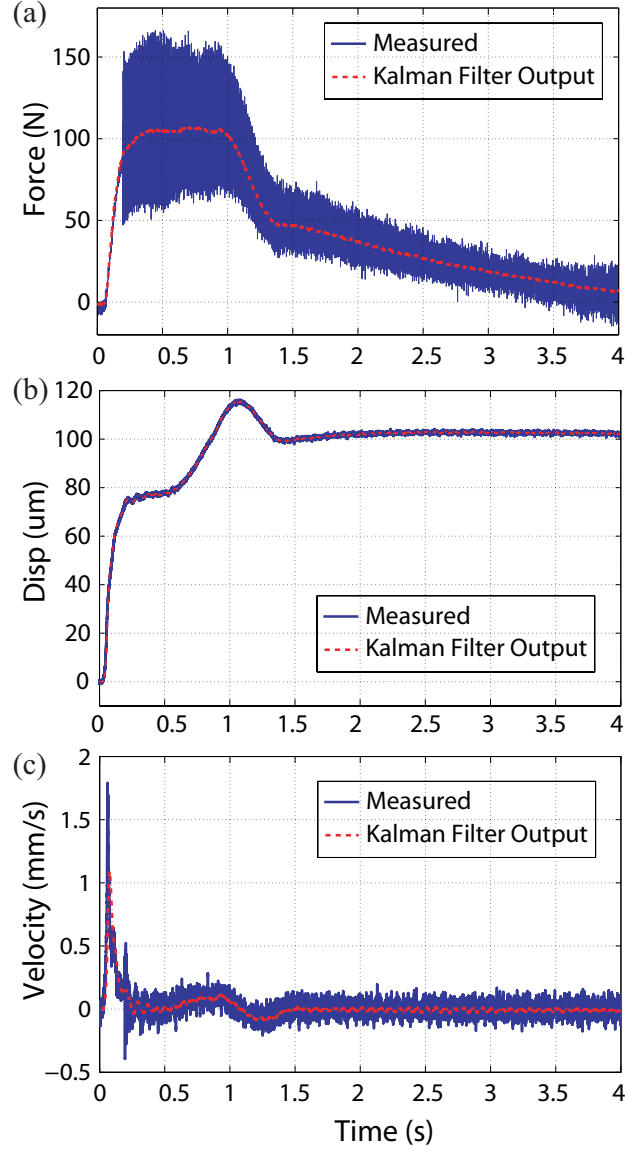 (a)
Force (N)
150
100
50
0
Measured
Kalman Filter Output
0 0.5 1 1.5 2 2.5 3 3.5 4
(b)
Disp (um)
120
100
80
60
40
20
0
Measured
Kalman Filter Output
0 0.5 1 1.5 2 2.5 3 3.5 4
(c)
Velocity (mm/s)
2
1.5
1
0.5
0
−0.5
Measured
Kalman Filter Output
0 0.5 1 1.5 2 2.5 3 3.5 4
Time (s)